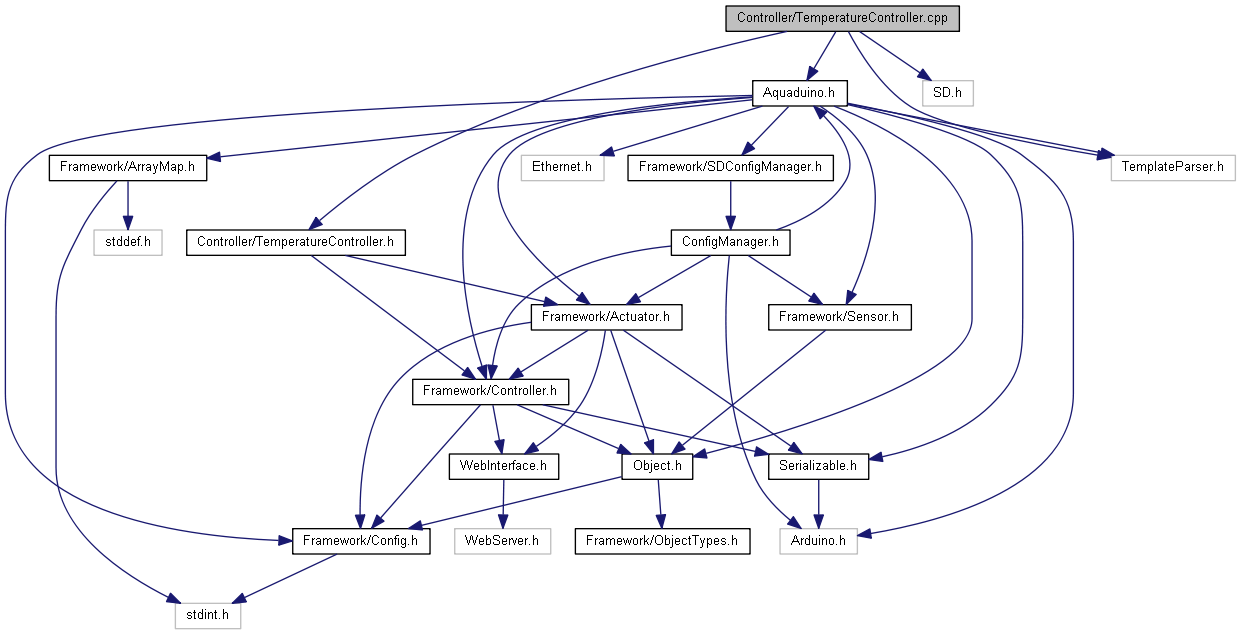 Controller/TemperatureController.cpp
Aquaduino.h
SD.h
Framework/ArrayMap.h
Ethernet.h
Framework/SDConfigManager.h
TemplateParser.h
stddef.h
Controller/TemperatureController.h
ConfigManager.h
Framework/Actuator.h
Framework/Sensor.h
Framework/Controller.h
WebInterface.h
Object.h
Serializable.h
Framework/Config.h
WebServer.h
Framework/ObjectTypes.h
Arduino.h
stdint.h